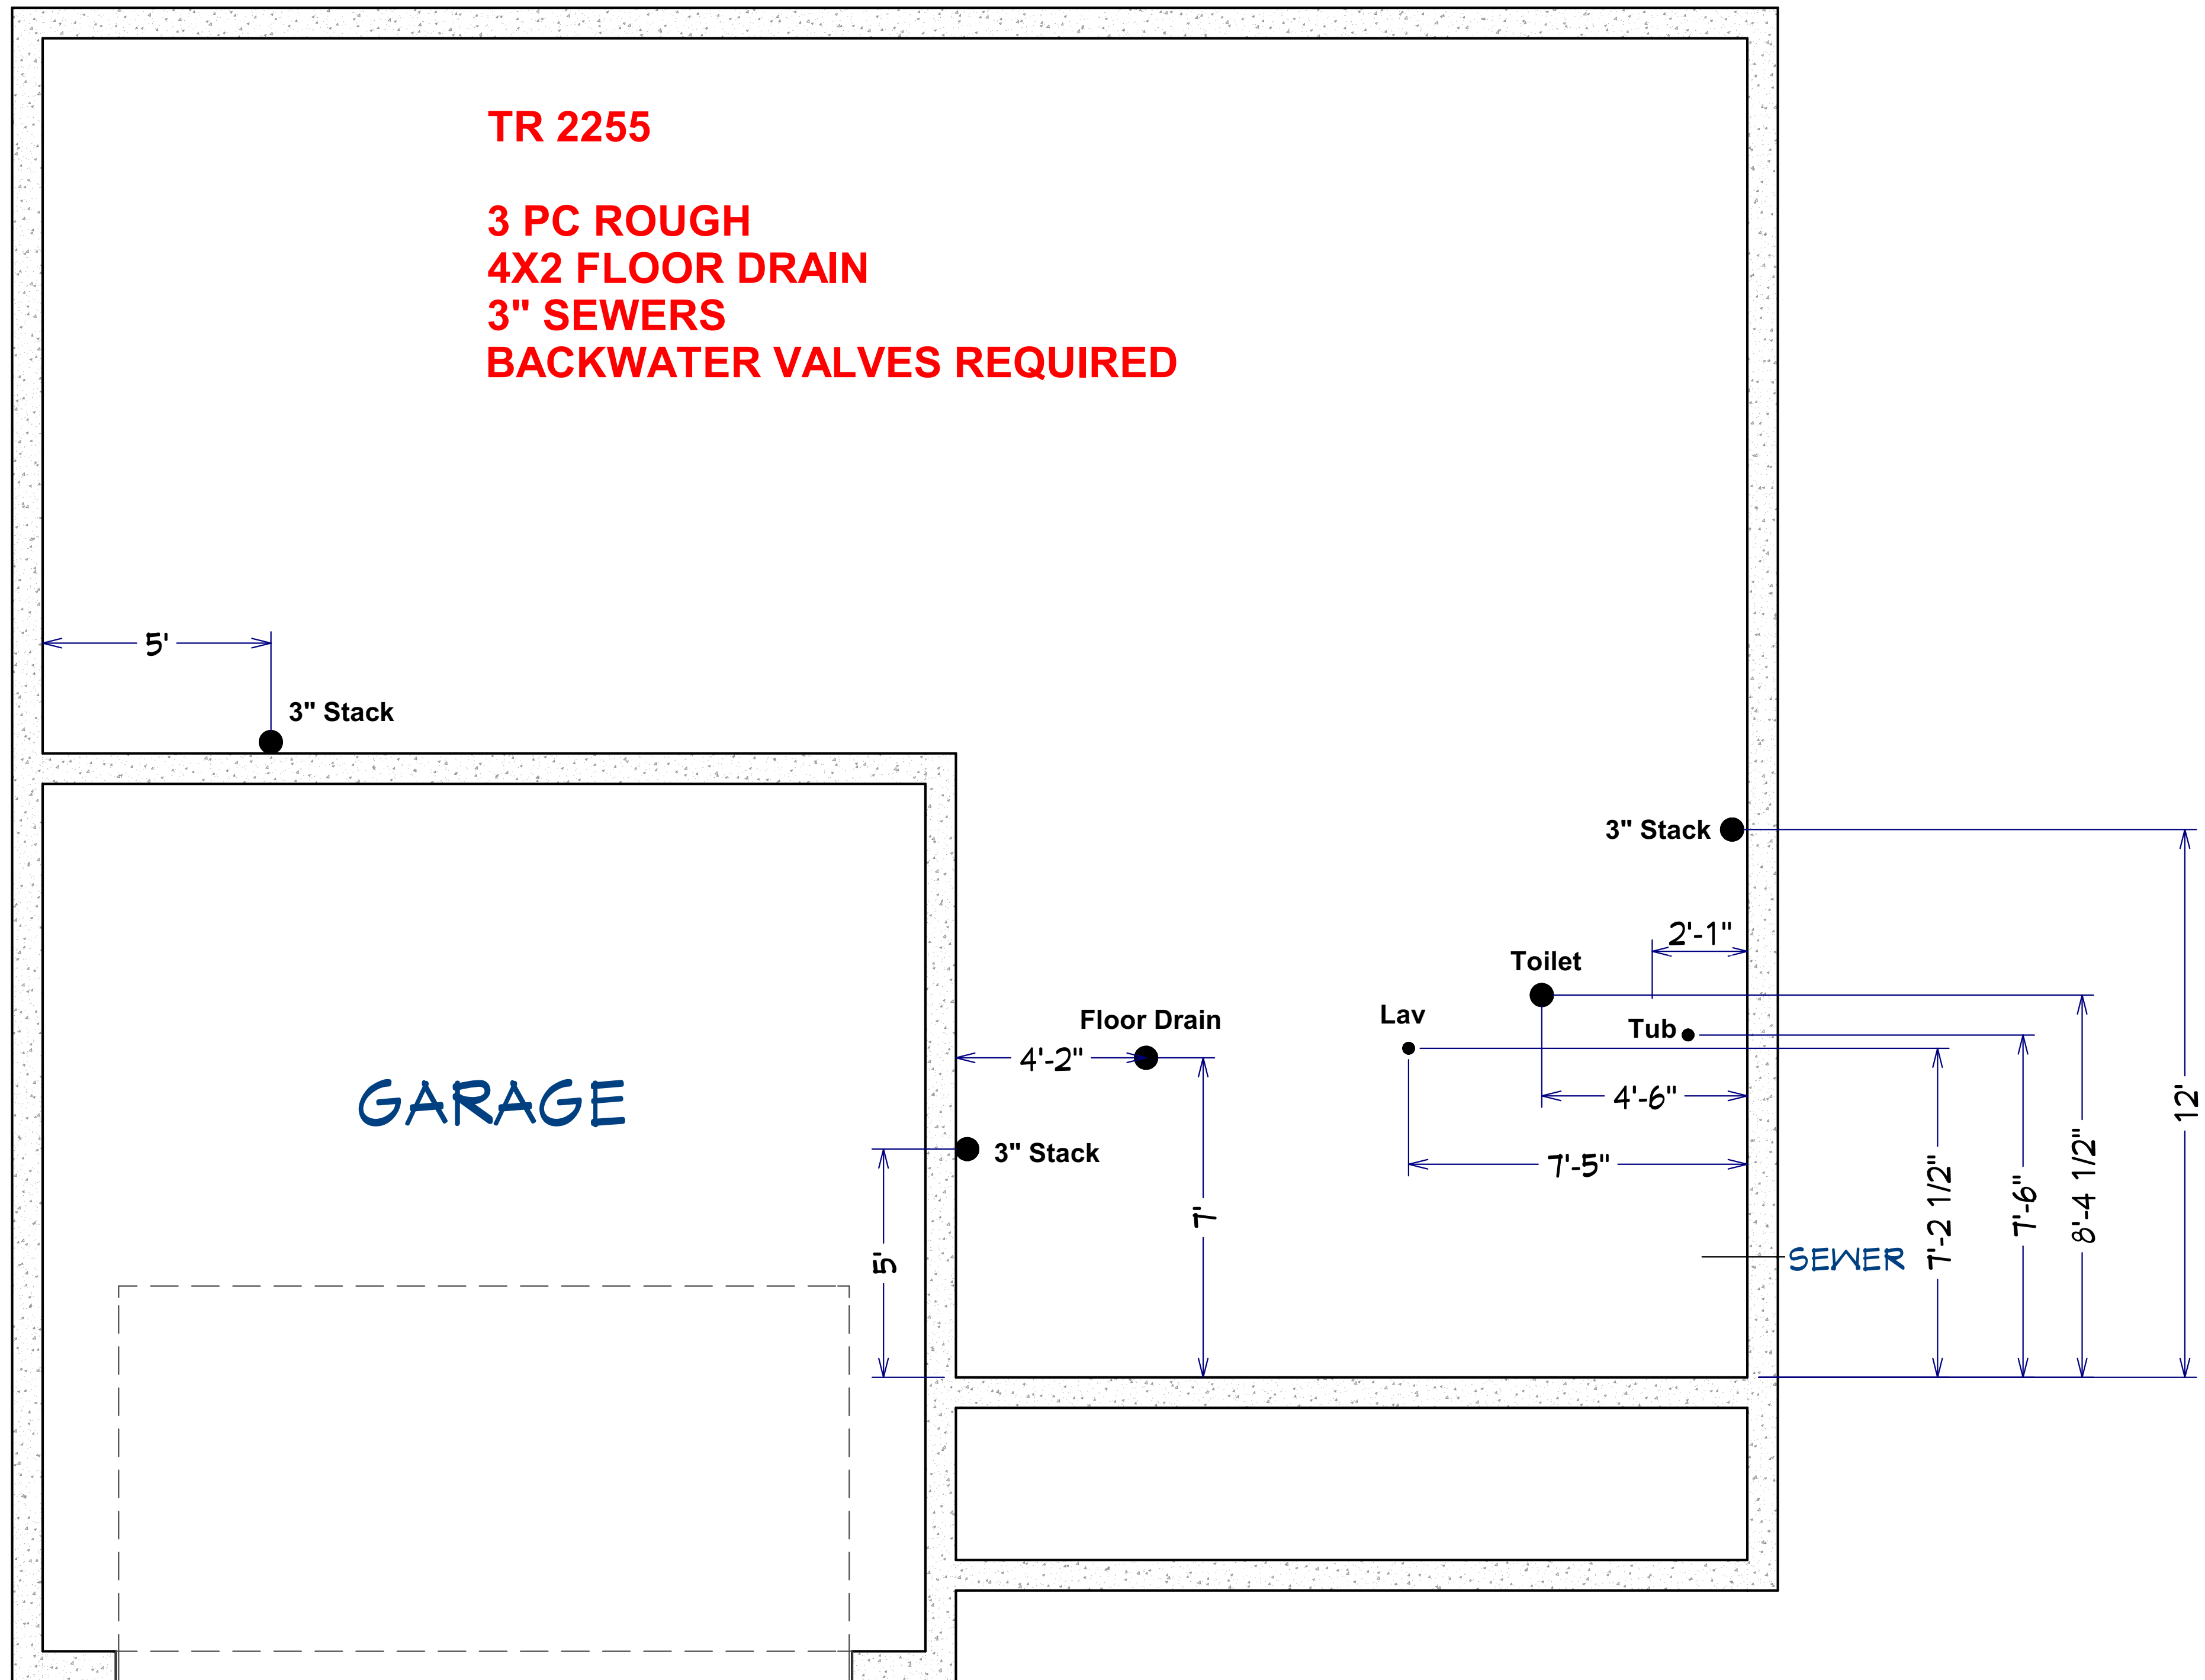 TR 2255
3 PC ROUGH
4X2 FLOOR DRAIN
3" SEWERS
BACKWATER VALVES REQUIRED
5'
3" Stack
3" Stack
2'-1"
Toilet
Lav
Floor Drain
Tub
4'-2"
4'-6"
12'
GARAGE
3" Stack
7'-5"
7'-2 1/2"
7'-6"
8'-4 1/2"
7'
5'
SEWER